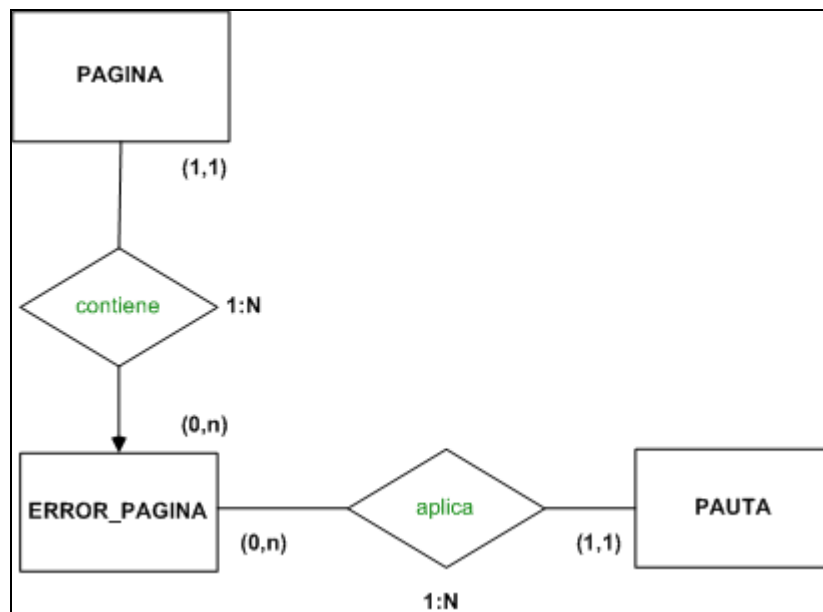 PAGINA
(1,1)
contiene
1:N
(0,n)
ERROR_PAGINA
(0,n)
aplica
1:N
(1,1)
PAUTA